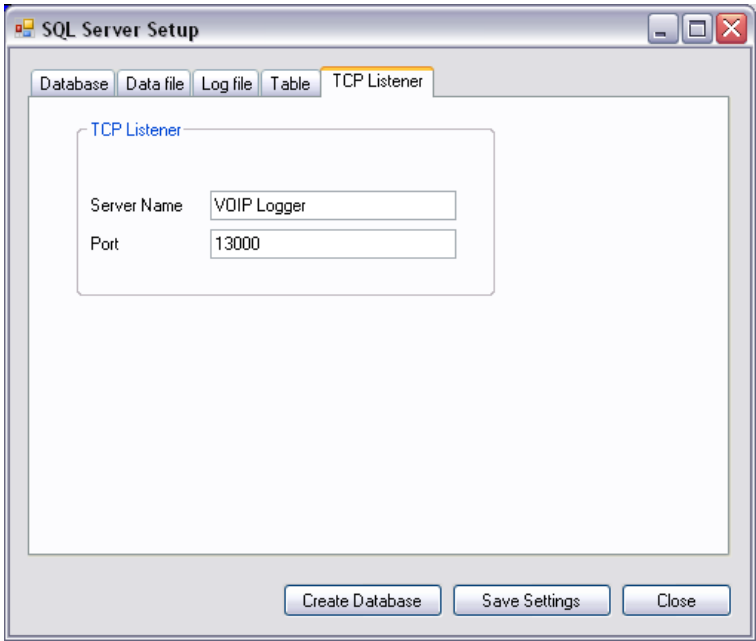 SQL Server Setup
Database Data file Log file Table TCP Listener
TCP Listener
Server Name VOIP Logger
Port 13000
Create Database Save Settings Close